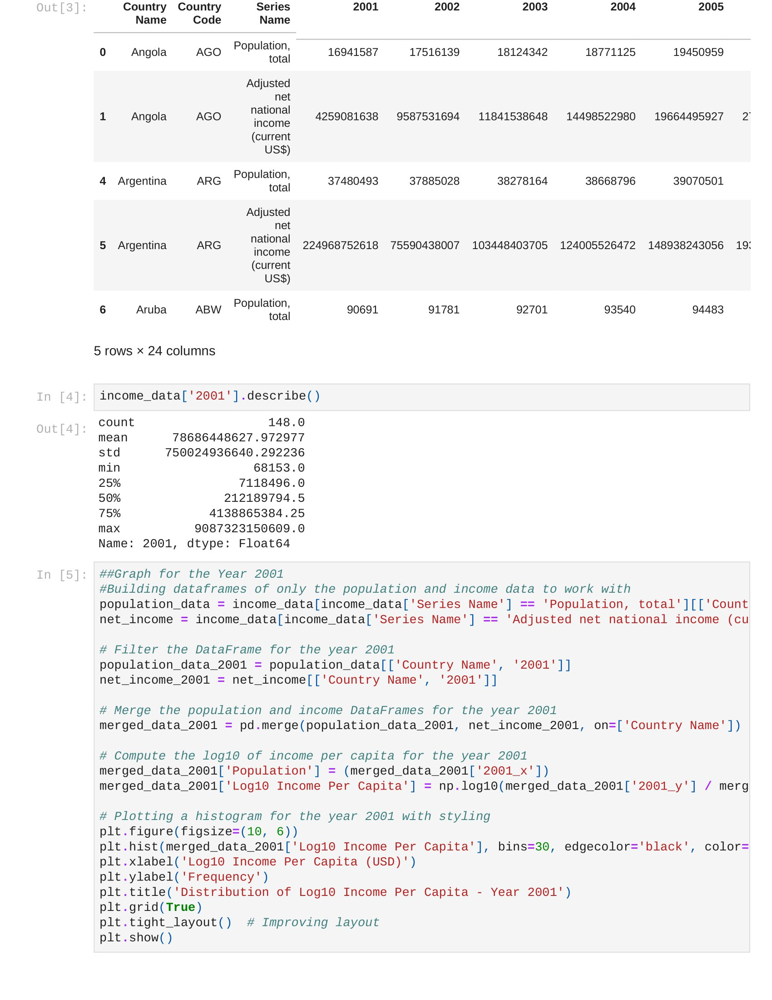 Out[3]:
Country Name Country Code Series Name 2001 2002 2003 2004 2005
0 Angola AGO Population, total 16941587 17516139 18124342 18771125 19450959
1 Angola AGO Adjusted net national income (current US$) 4259081638 9587531694 11841538648 14498522980 19664495927 27
4 Argentina ARG Population, total 37480493 37885028 38278164 38668796 39070501
5 Argentina ARG Adjusted net national income (current US$) 224968752618 75590438007 103448403705 124005526472 148938243056 193
6 Aruba ABW Population, total 90691 91781 92701 93540 94483
5 rows × 24 columns
In [4]:
income_data['2001'].describe()
Out[4]:
count 148.0
mean 78686448627.972977
std 750024936640.292236
min 68153.0
25% 7118496.0
50% 212189794.5
75% 4138865384.25
max 9087323150609.0
Name: 2001, dtype: Float64
In [5]:
##Graph for the Year 2001
#Building dataframes of only the population and income data to work with
population_data = income_data[income_data['Series Name'] == 'Population, total'][['Count
net_income = income_data[income_data['Series Name'] == 'Adjusted net national income (cu
# Filter the DataFrame for the year 2001
population_data_2001 = population_data[['Country Name', '2001']]
net_income_2001 = net_income[['Country Name', '2001']]
# Merge the population and income DataFrames for the year 2001
merged_data_2001 = pd.merge(population_data_2001, net_income_2001, on=['Country Name'])
# Compute the log10 of income per capita for the year 2001
merged_data_2001['Population'] = (merged_data_2001['2001_x'])
merged_data_2001['Log10 Income Per Capita'] = np.log10(merged_data_2001['2001_y'] / merg
# Plotting a histogram for the year 2001 with styling
plt.figure(figsize=(10, 6))
plt.hist(merged_data_2001['Log10 Income Per Capita'], bins=30, edgecolor='black', color=
plt.xlabel('Log10 Income Per Capita (USD)')
plt.ylabel('Frequency')
plt.title('Distribution of Log10 Income Per Capita - Year 2001')
plt.grid(True)
plt.tight_layout()  # Improving layout
plt.show()